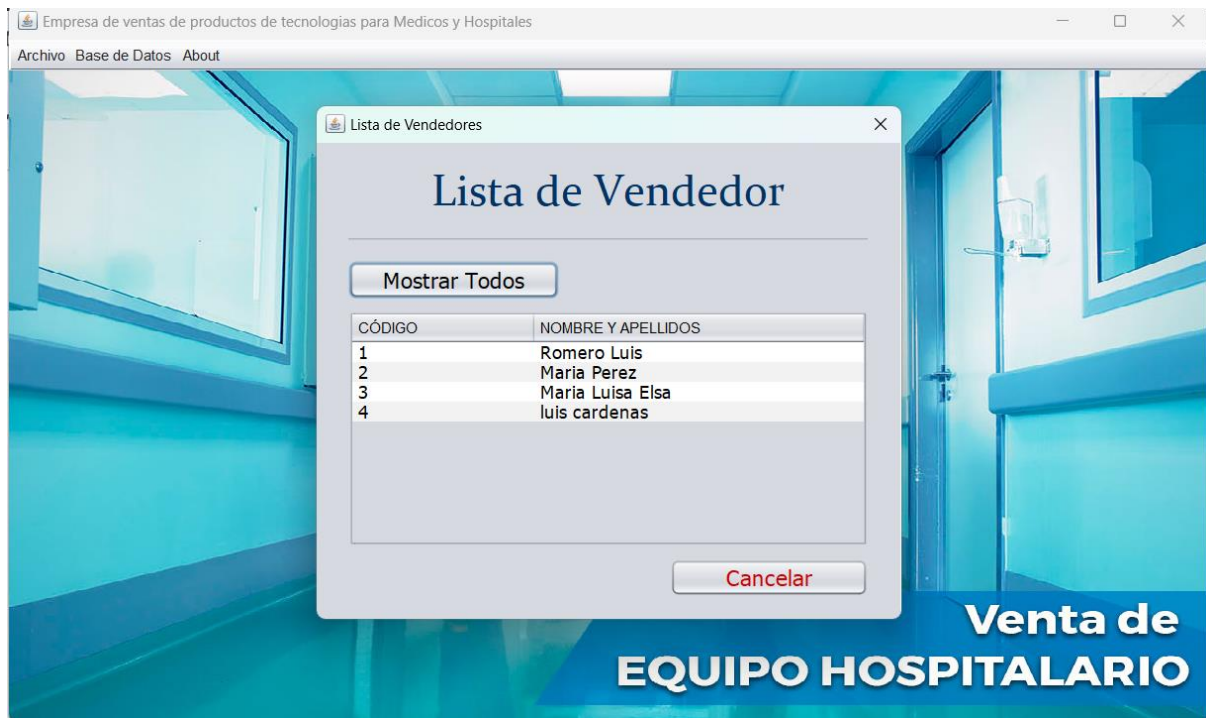 Empresa de ventas de productos de tecnologias para Medicos y Hospitales
Archivo Base de Datos About
Lista de Vendedores
Lista de Vendedor
Mostrar Todos
CÓDIGO NOMBRE Y APELLIDOS
1 Romero Luis
2 Maria Perez
3 Maria Luisa Elsa
4 luis cardenas
Cancelar
Venta de
EQUIPO HOSPITALARIO